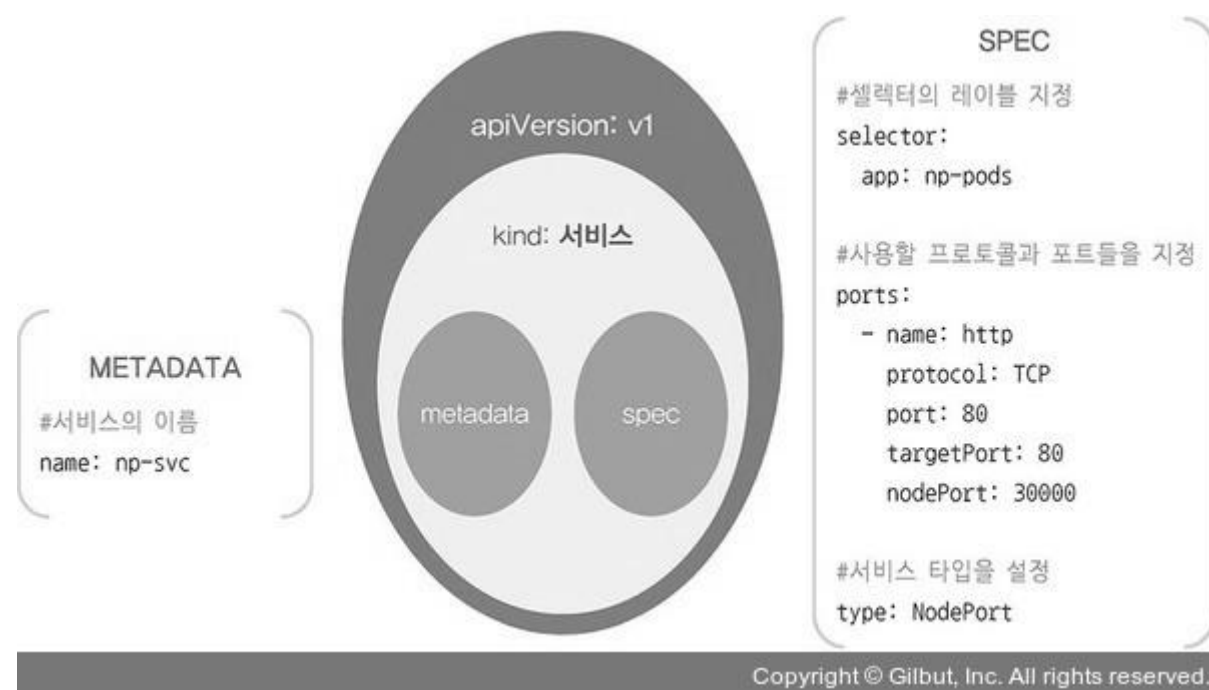 METADATA
#서비스의 이름
name: np-svc
apiVersion: v1
kind: 서비스
metadata
spec
SPEC
#셀렉터의 레이블 지정
selector:
  app: np-pods
#사용할 프로토콜과 포트들을 지정
ports:
  - name: http
    protocol: TCP
    port: 80
    targetPort: 80
    nodePort: 30000
#서비스 타입을 설정
type: NodePort
Copyright © Gilbut, Inc. All rights reserved.